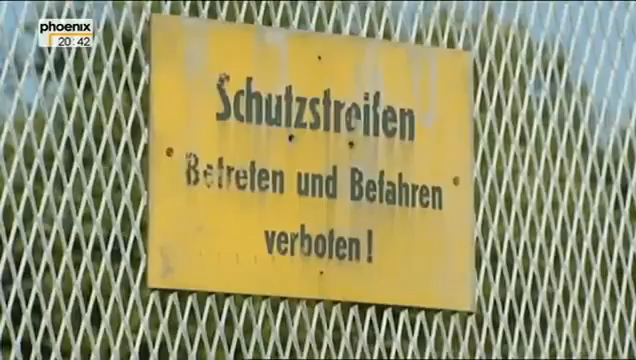 phoenix
20:42
Schutzstreifen
Betreten und Befahren
verboten!